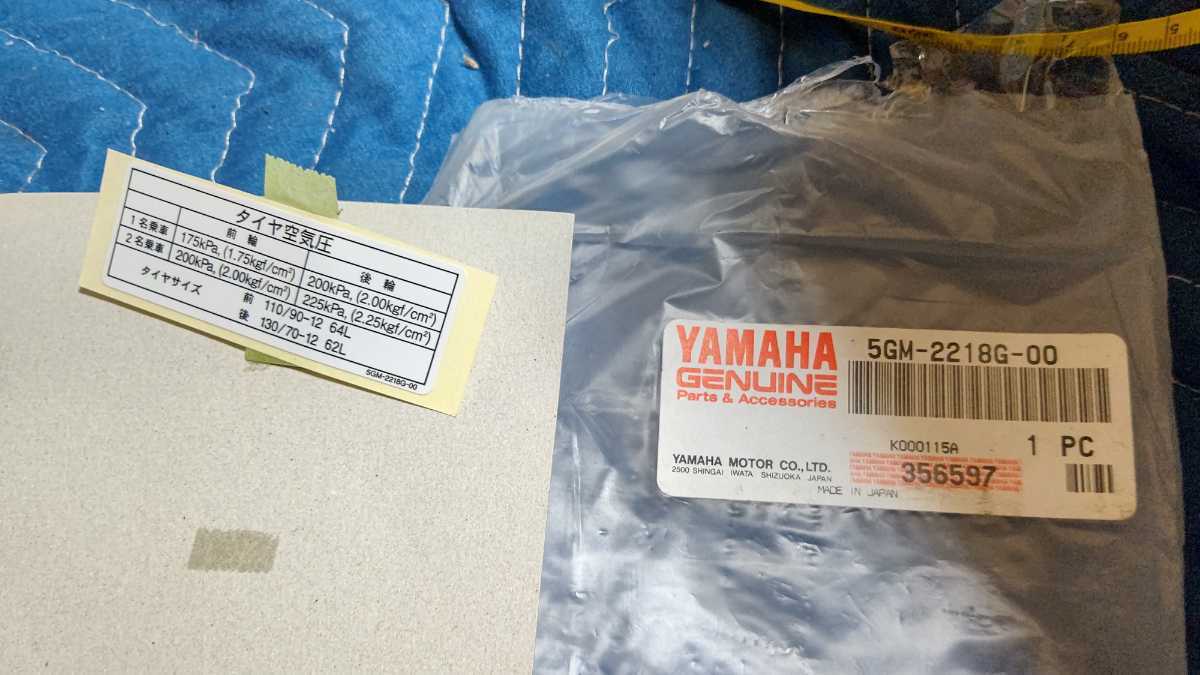 タイヤ空気圧
前輪 後輪
1名乗車 175kPa, (1.75kgf/cm²) 200kPa, (2.00kgf/cm²)
2名乗車 200kPa, (2.00kgf/cm²) 225kPa, (2.25kgf/cm²)
タイヤサイズ 前 110/90-12 64L
後 130/70-12 62L
5GM-2218G-00
YAMAHA
GENUINE
Parts & Accessories
5GM-2218G-00
K000115A 1 PC
YAMAHA MOTOR CO.,LTD.
2500 SHINGAI IWATA SHIZUOKA JAPAN
356597
MADE IN JAPAN